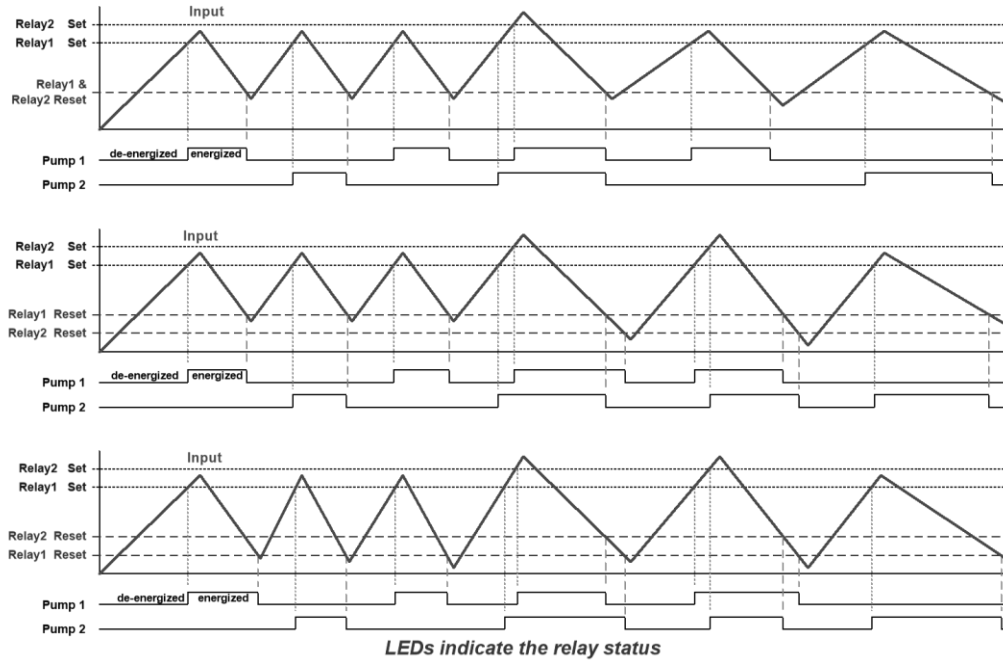 Input
Relay2 Set
Relay1 Set
Relay1 &
Relay2 Reset
de-energized energized
Pump 1
Pump 2
Input
Relay2 Set
Relay1 Set
Relay1 Reset
Relay2 Reset
de-energized energized
Pump 1
Pump 2
Input
Relay2 Set
Relay1 Set
Relay2 Reset
Relay1 Reset
de-energized energized
Pump 1
Pump 2
LEDs indicate the relay status